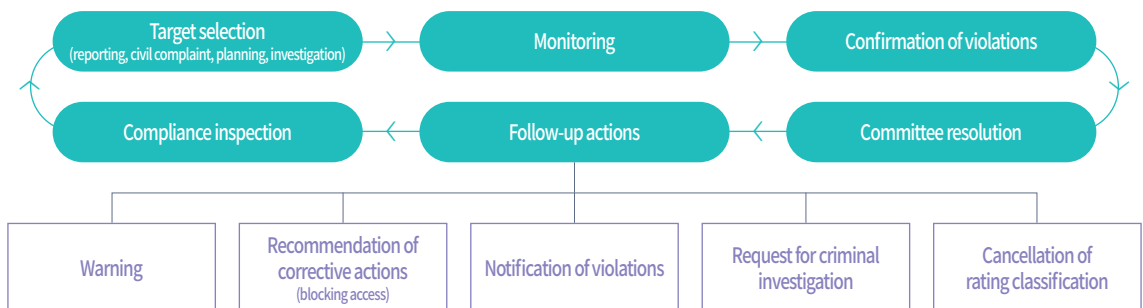 Target selection
(reporting, civil complaint, planning, investigation)
Monitoring
Confirmation of violations
Compliance inspection
Follow-up actions
Committee resolution
Warning
Recommendation of
corrective actions
(blocking access)
Notification of violations
Request for criminal
investigation
Cancellation of
rating classification